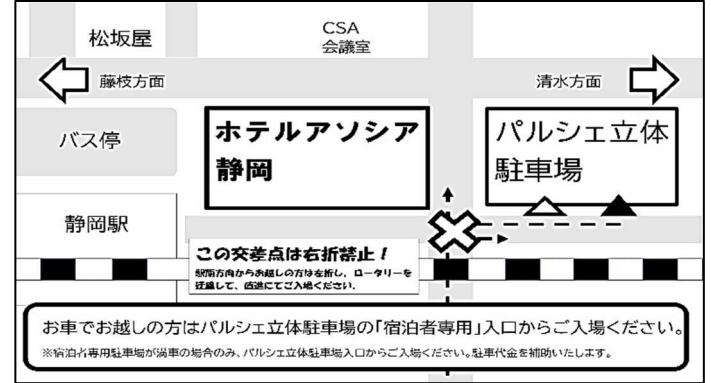 松坂屋
CSA
会議室
藤枝方面
清水方面
バス停
ホテルアソシア
静岡
パルシェ立体
駐車場
静岡駅
この交差点は右折禁止！
駅南方向からお越しの方は左折し、ロータリーを
迂回して、直進にてご入場ください。
お車でお越しの方はパルシェ立体駐車場の「宿泊者専用」入口からご入場ください。
※宿泊者専用駐車場が満車の場合のみ、パルシェ立体駐車場入口からご入場ください。駐車代金を補助いたします。